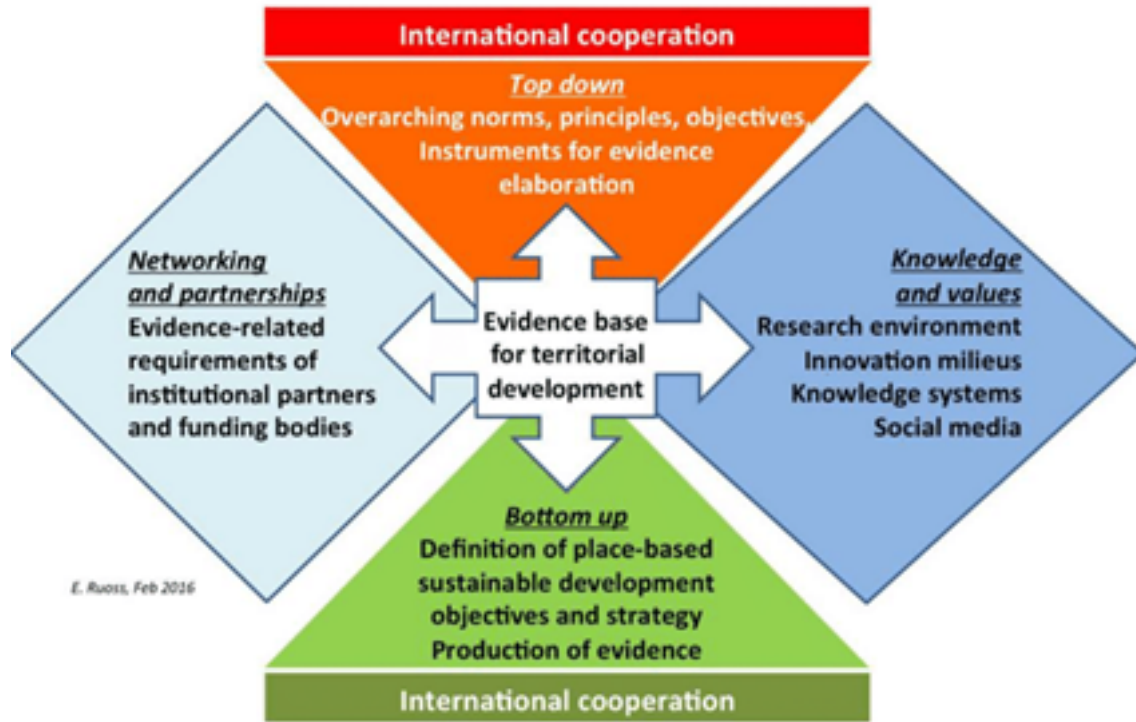 International cooperation
Top down
Overarching norms, principles, objectives,
Instruments for evidence
elaboration
Networking
and partnerships
Evidence-related
requirements of
institutional partners
and funding bodies
Evidence base
for territorial
development
Knowledge
and values
Research environment
Innovation milieus
Knowledge systems
Social media
Bottom up
Definition of place-based
sustainable development
objectives and strategy
Production of evidence
E. Ruoss, Feb 2016
International cooperation